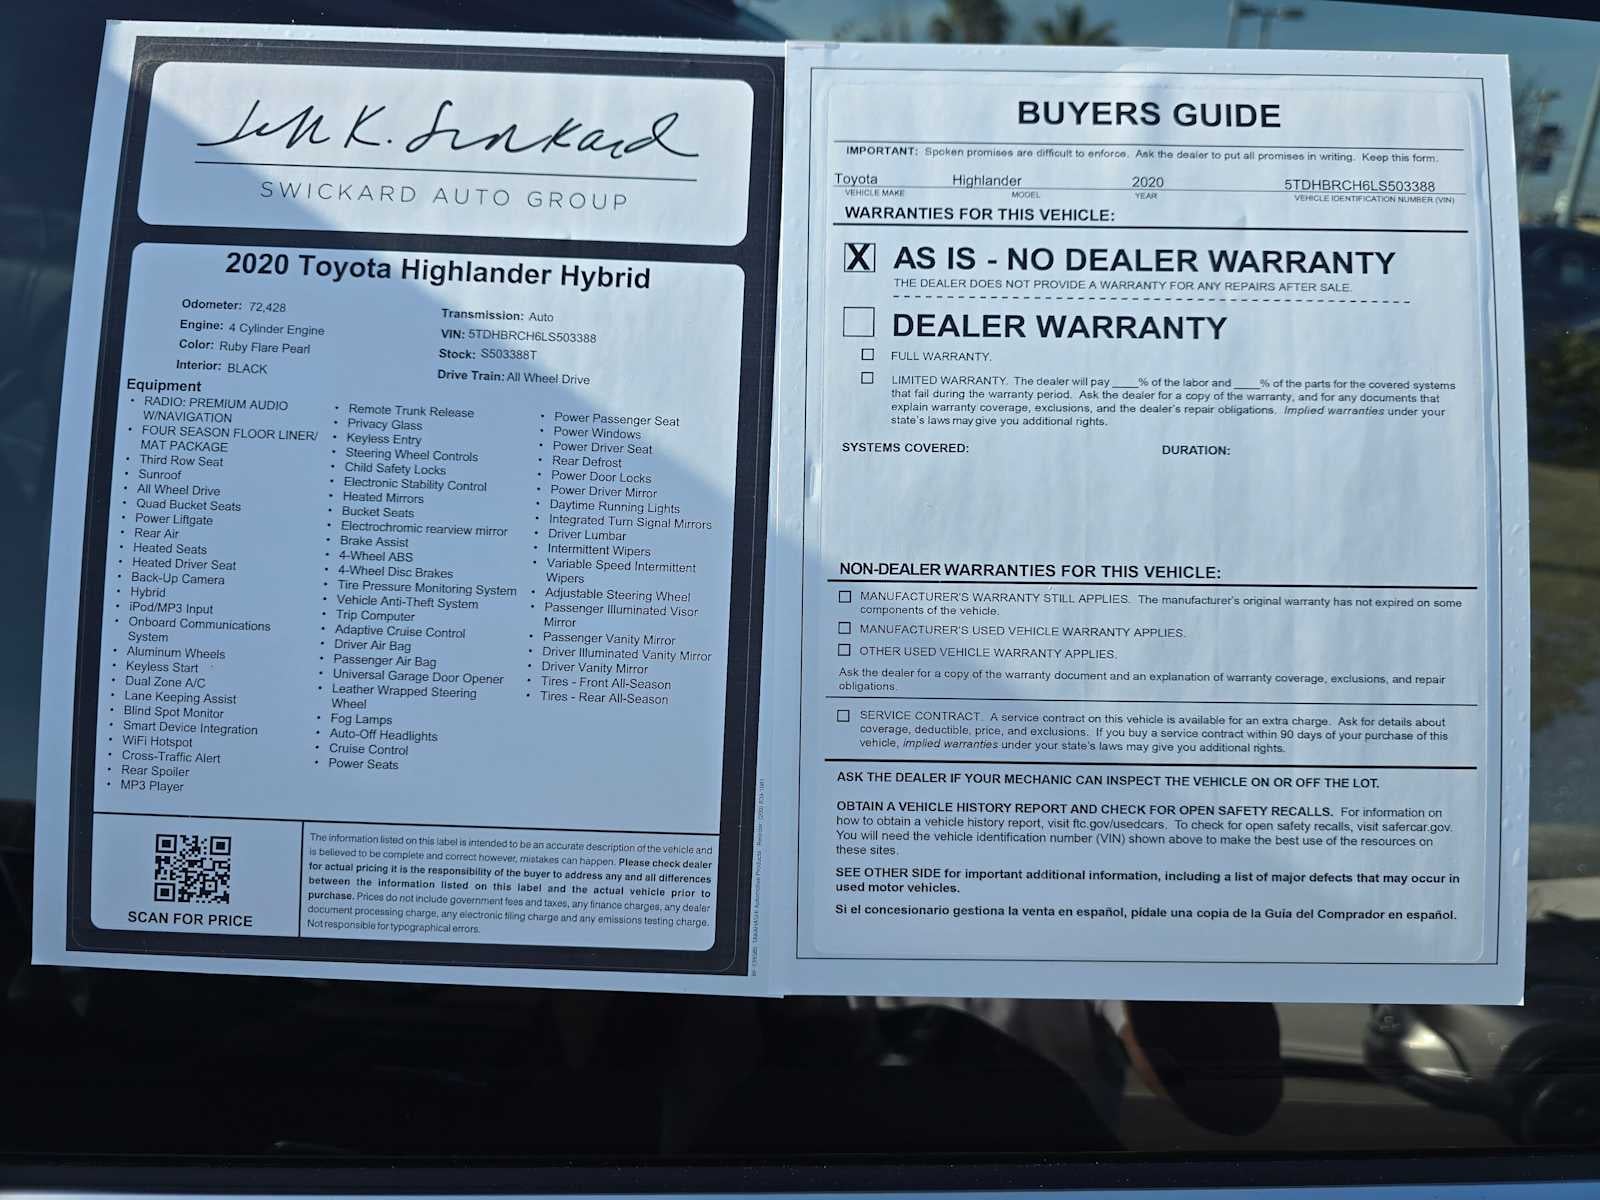 Jeff K. Swickard
SWICKARD AUTO GROUP
2020 Toyota Highlander Hybrid
Odometer: 72,428
Engine: 4 Cylinder Engine
Color: Ruby Flare Pearl
Interior: BLACK
Transmission: Auto
VIN: 5TDHBRCH6LS503388
Stock: S503388T
Drive Train: All Wheel Drive
Equipment
• RADIO: PREMIUM AUDIO
W/NAVIGATION
• FOUR SEASON FLOOR LINER/
MAT PACKAGE
• Third Row Seat
• Sunroof
• All Wheel Drive
• Quad Bucket Seats
• Power Liftgate
• Rear Air
• Heated Seats
• Heated Driver Seat
• Back-Up Camera
• Hybrid
• iPod/MP3 Input
• Onboard Communications
System
• Aluminum Wheels
• Keyless Start
• Dual Zone A/C
• Lane Keeping Assist
• Blind Spot Monitor
• Smart Device Integration
• WiFi Hotspot
• Cross-Traffic Alert
• Rear Spoiler
• MP3 Player
• Remote Trunk Release
• Privacy Glass
• Keyless Entry
• Steering Wheel Controls
• Child Safety Locks
• Electronic Stability Control
• Heated Mirrors
• Bucket Seats
• Electrochromic rearview mirror
• Brake Assist
• 4-Wheel ABS
• 4-Wheel Disc Brakes
• Tire Pressure Monitoring System
• Vehicle Anti-Theft System
• Trip Computer
• Adaptive Cruise Control
• Driver Air Bag
• Passenger Air Bag
• Universal Garage Door Opener
• Leather Wrapped Steering
Wheel
• Fog Lamps
• Auto-Off Headlights
• Cruise Control
• Power Seats
• Power Passenger Seat
• Power Windows
• Power Driver Seat
• Rear Defrost
• Power Door Locks
• Power Driver Mirror
• Daytime Running Lights
• Integrated Turn Signal Mirrors
• Driver Lumbar
• Intermittent Wipers
• Variable Speed Intermittent
Wipers
• Adjustable Steering Wheel
• Passenger Illuminated Visor
Mirror
• Passenger Vanity Mirror
• Driver Illuminated Vanity Mirror
• Driver Vanity Mirror
• Tires - Front All-Season
• Tires - Rear All-Season
SCAN FOR PRICE
The information listed on this label is intended to be an accurate description of the vehicle and
is believed to be complete and correct however, mistakes can happen. Please check dealer
for actual pricing it is the responsibility of the buyer to address any and all differences
between the information listed on this label and the actual vehicle prior to
purchase. Prices do not include government fees and taxes, any finance charges, any dealer
document processing charge, any electronic filing charge and any emissions testing charge.
Not responsible for typographical errors.
BUYERS GUIDE
IMPORTANT: Spoken promises are difficult to enforce. Ask the dealer to put all promises in writing. Keep this form.
Toyota Highlander 2020 5TDHBRCH6LS503388
VEHICLE MAKE MODEL YEAR VEHICLE IDENTIFICATION NUMBER (VIN)
WARRANTIES FOR THIS VEHICLE:
X AS IS - NO DEALER WARRANTY
THE DEALER DOES NOT PROVIDE A WARRANTY FOR ANY REPAIRS AFTER SALE.
DEALER WARRANTY
FULL WARRANTY.
LIMITED WARRANTY. The dealer will pay ____% of the labor and ____% of the parts for the covered systems
that fail during the warranty period. Ask the dealer for a copy of the warranty, and for any documents that
explain warranty coverage, exclusions, and the dealer's repair obligations. Implied warranties under your
state's laws may give you additional rights.
SYSTEMS COVERED: DURATION:
NON-DEALER WARRANTIES FOR THIS VEHICLE:
MANUFACTURER'S WARRANTY STILL APPLIES. The manufacturer's original warranty has not expired on some
components of the vehicle.
MANUFACTURER'S USED VEHICLE WARRANTY APPLIES.
OTHER USED VEHICLE WARRANTY APPLIES.
Ask the dealer for a copy of the warranty document and an explanation of warranty coverage, exclusions, and repair
obligations.
SERVICE CONTRACT. A service contract on this vehicle is available for an extra charge. Ask for details about
coverage, deductible, price, and exclusions. If you buy a service contract within 90 days of your purchase of this
vehicle, implied warranties under your state's laws may give you additional rights.
ASK THE DEALER IF YOUR MECHANIC CAN INSPECT THE VEHICLE ON OR OFF THE LOT.
OBTAIN A VEHICLE HISTORY REPORT AND CHECK FOR OPEN SAFETY RECALLS. For information on
how to obtain a vehicle history report, visit ftc.gov/usedcars. To check for open safety recalls, visit safercar.gov.
You will need the vehicle identification number (VIN) shown above to make the best use of the resources on
these sites.
SEE OTHER SIDE for important additional information, including a list of major defects that may occur in
used motor vehicles.
Si el concesionario gestiona la venta en español, pídale una copia de la Guía del Comprador en español.